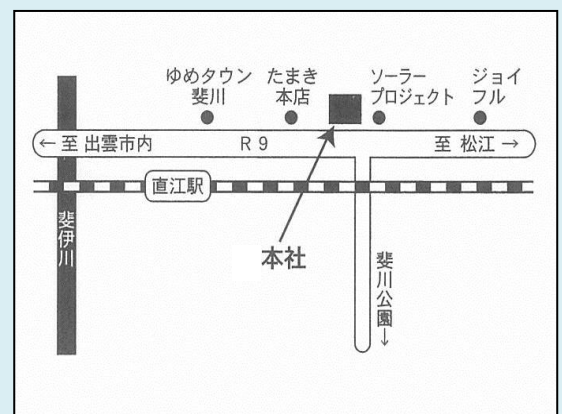 ゆめタウン
斐川
たまき
本店
ソーラー
プロジェクト
ジョイ
フル
←至 出雲市内
R 9
至 松江→
直江駅
斐伊川
本社
斐川公園→